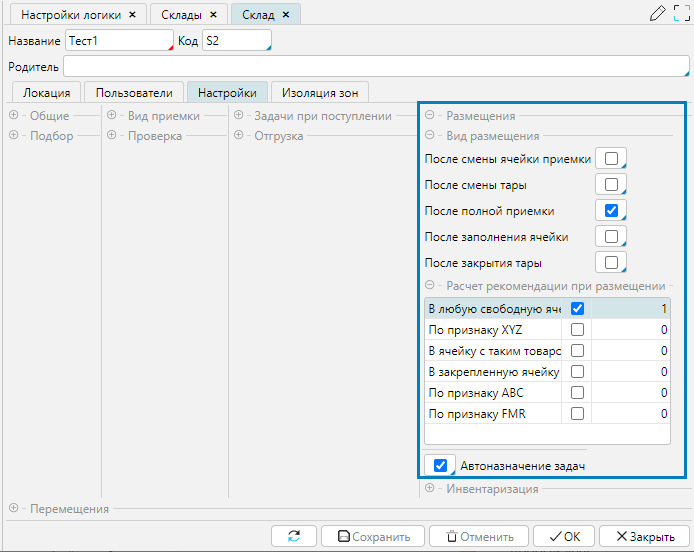 Настройки логики × Склады × Склад ×
Название Тест1 Код S2
Родитель
Локация Пользователи Настройки Изоляция зон
Общие Вид приемки Задачи при поступлении Размещения
Подбор Проверка Отгрузка Вид размещения
После смены ячейки приемки
После смены тары
После полной приемки
После заполнения ячейки
После закрытия тары
Расчет рекомендации при размещении
В любую свободную яче 1
По признаку XYZ 0
В ячейку с таким товаро 0
В закрепленную ячейку 0
По признаку ABC 0
По признаку FMR 0
Автоназначение задач
Инвентаризация
Перемещения
Сохранить Отменить ОК Закрыть